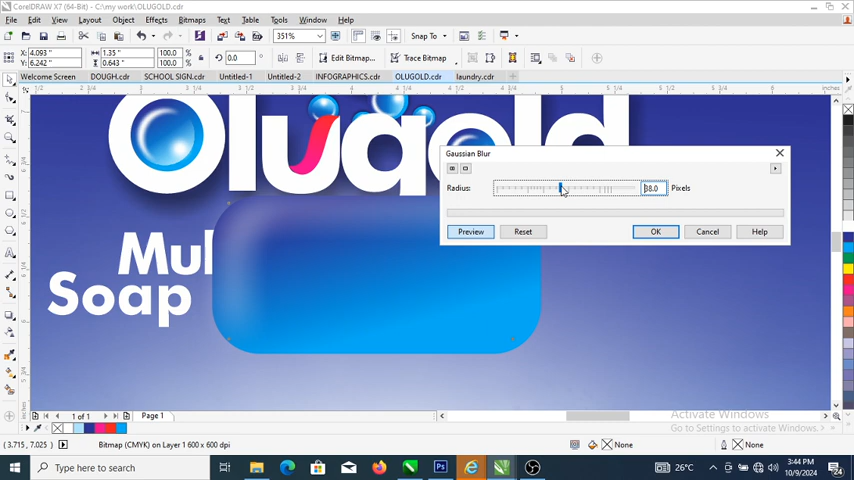 CorelDRAW X7 (64-Bit) - C:\my work\OLUGOLD.cdr
File Edit View Layout Object Effects Bitmaps Text Table Tools Window Help
351% Snap To
X: 4.093 " 1.35 " 100.0 %
Y: 6.242 " 0.643 " 100.0 %
0.0 Edit Bitmap... Trace Bitmap
Welcome Screen DOUGH.cdr SCHOOL SIGN.cdr Untitled-1 Untitled-2 INFOGRAPHICS.cdr OLUGOLD.cdr laundry.cdr
Olugold
Gaussian Blur
Radius: 38.0 Pixels
Preview Reset OK Cancel Help
Mul
Soap
1 of 1 Page 1
Activate Windows
Go to Settings to activate Windows.
(3.715, 7.025 ) Bitmap (CMYK) on Layer 1 600 x 600 dpi None None
Type here to search
26°C
3:44 PM
10/9/2024
24